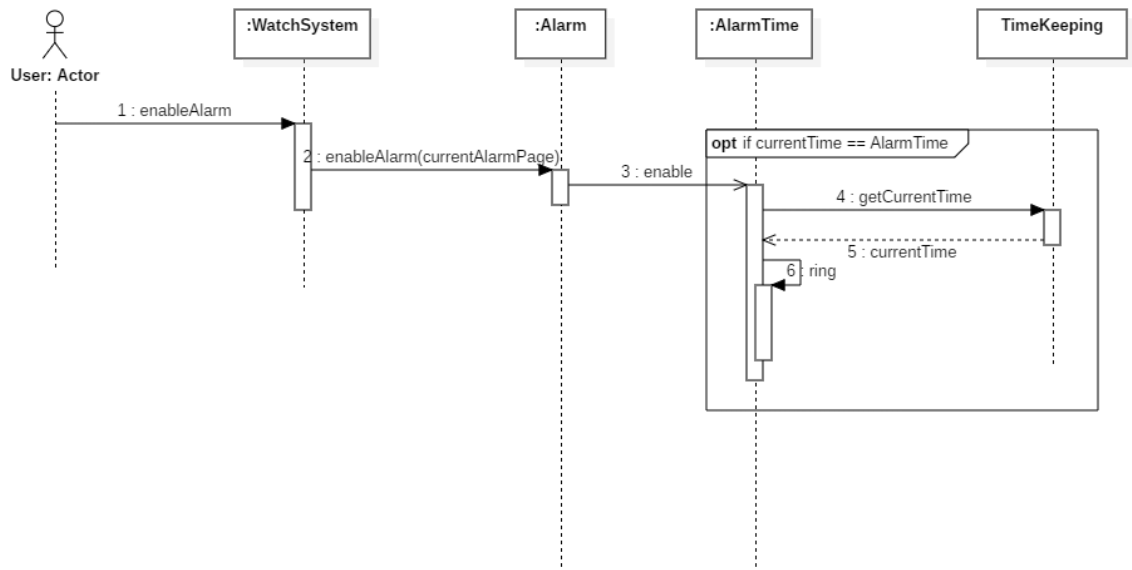 :WatchSystem
:Alarm
:AlarmTime
TimeKeeping
User: Actor
1 : enableAlarm
opt if currentTime == AlarmTime
2 : enableAlarm(currentAlarmPage)
3 : enable
4 : getCurrentTime
5 : currentTime
6 : ring